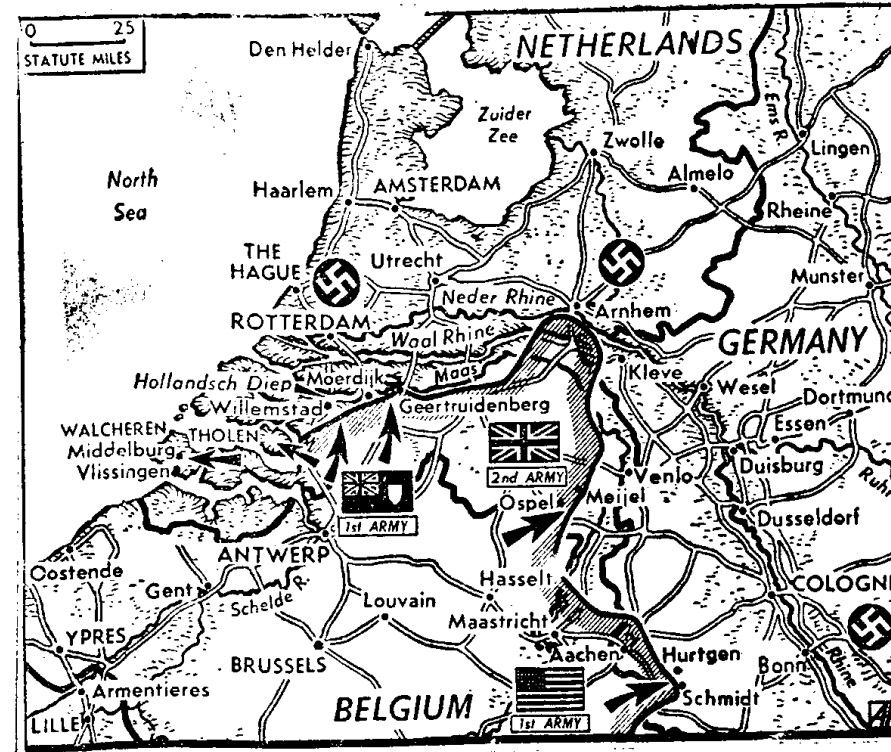 0 25
STATUTE MILES
Den Helder
NETHERLANDS
Zuider
Zee
Ems R.
Zwolle
Lingen
North
Sea
Almelo
Haarlem
AMSTERDAM
Rheine
THE
HAGUE
Utrecht
Munster
Neder Rhine
Arnhem
ROTTERDAM
Waal Rhine
GERMANY
Maas
Kleve
Hollandsch Diep
Moerdijk
Wesel
Willemstad
Geertruidenberg
Dortmund
WALCHEREN
THOLEN
Essen
Middelburg
Vlissingen
Duisburg
2nd ARMY
Venlo
Ruhr
Ospel
Meijel
1st ARMY
Dusseldorf
ANTWERP
Oostende
Gent
Hasselt
COLOGNE
Schelde R.
Louvain
Maastricht
YPRES
BRUSSELS
Aachen
Hurtgen
Bonn
Rhine
Armentieres
Schmidt
BELGIUM
LILLE
1st ARMY